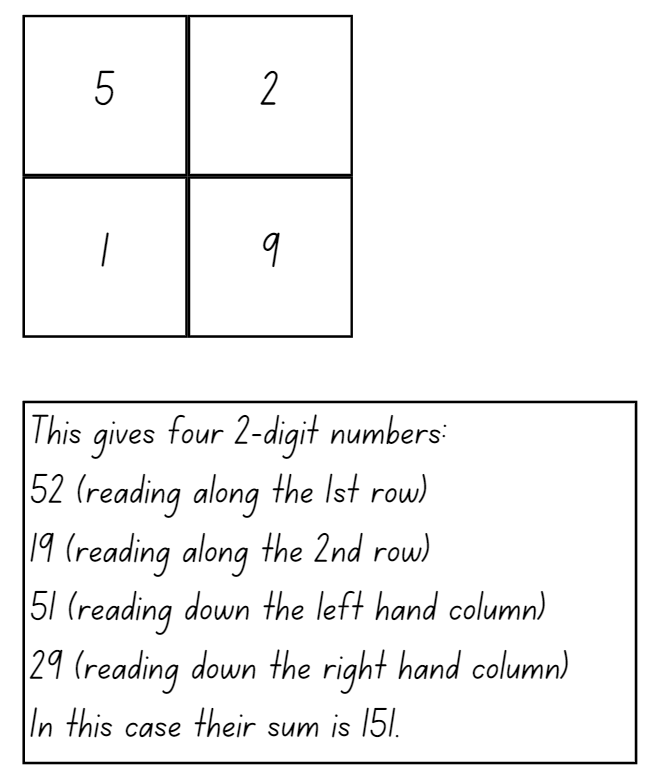 5 2
1 9
This gives four 2-digit numbers:
52 (reading along the 1st row)
19 (reading along the 2nd row)
51 (reading down the left hand column)
29 (reading down the right hand column)
In this case their sum is 151.